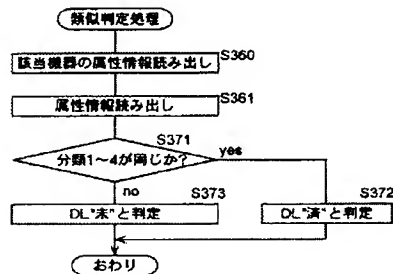 類似判定処理
該当機器の属性情報読み出し
S360
属性情報読み出し
S361
S371
分類1～4が同じか?
yes
no
S373
S372
DL"未"と判定
DL"済"と判定
おわり